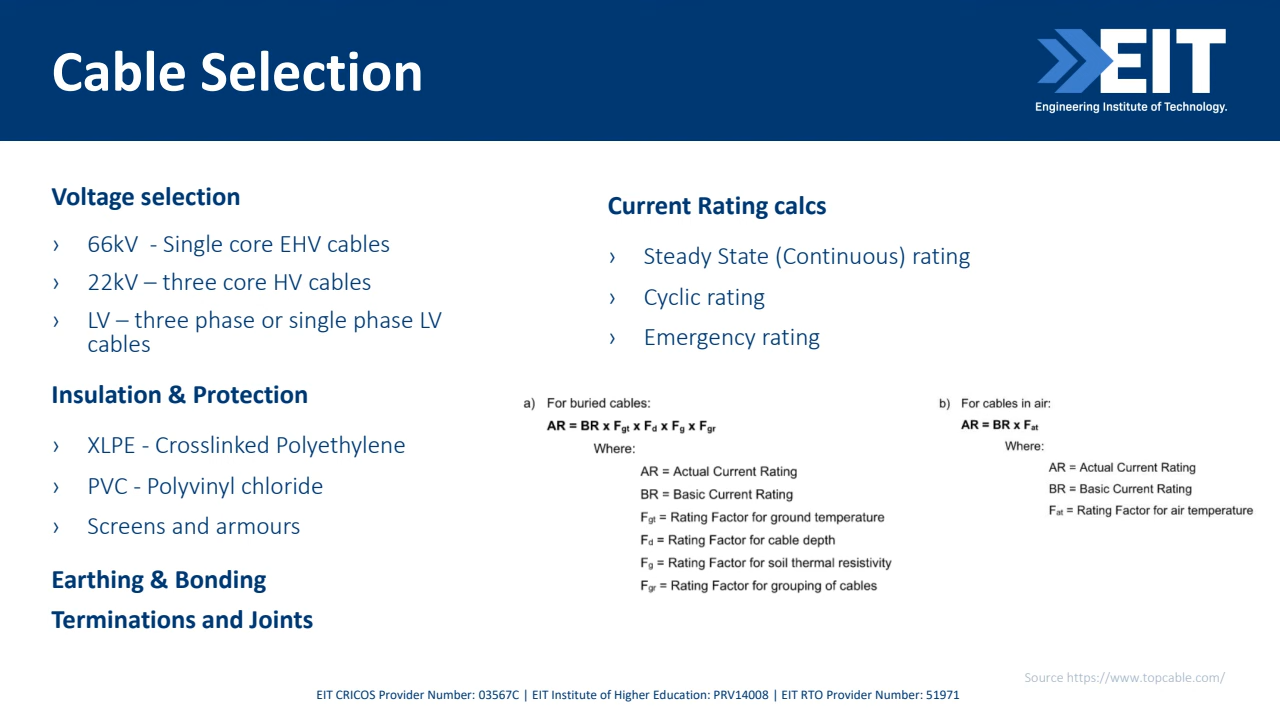 Cable Selection
EIT
Engineering Institute of Technology.
Voltage selection
› 66kV - Single core EHV cables
› 22kV – three core HV cables
› LV – three phase or single phase LV
cables
Insulation & Protection
› XLPE - Crosslinked Polyethylene
› PVC - Polyvinyl chloride
› Screens and armours
Earthing & Bonding
Terminations and Joints
Current Rating calcs
› Steady State (Continuous) rating
› Cyclic rating
› Emergency rating
a) For buried cables:
AR = BR x Fgt x Fd x Fg x Fgr
Where:
AR = Actual Current Rating
BR = Basic Current Rating
Fgt = Rating Factor for ground temperature
Fd = Rating Factor for cable depth
Fg = Rating Factor for soil thermal resistivity
Fgr = Rating Factor for grouping of cables
b) For cables in air:
AR = BR x Fat
Where:
AR = Actual Current Rating
BR = Basic Current Rating
Fat = Rating Factor for air temperature
Source https://www.topcable.com/
EIT CRICOS Provider Number: 03567C | EIT Institute of Higher Education: PRV14008 | EIT RTO Provider Number: 51971